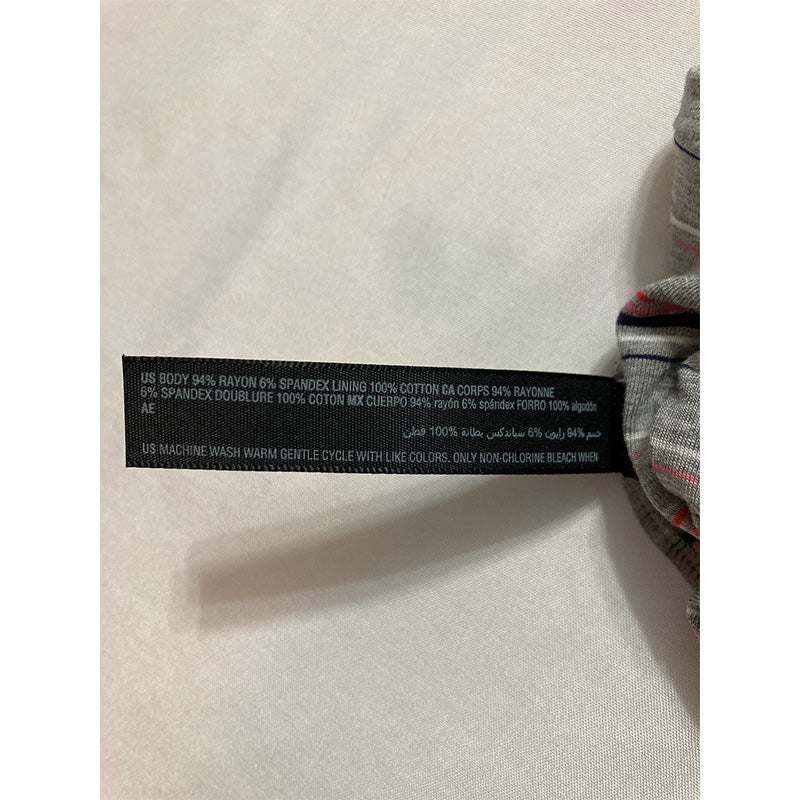 US BODY 94% RAYON 6% SPANDEX LINING 100% COTTON CA CORPS 94% RAYONNE
6% SPANDEX DOUBLURE 100% COTON MX CUERPO 94% rayón 6% spándex FORRO 100% algodón
AE
جسم 94% رايون 6% سباندكس بطانة 100% قطن
US MACHINE WASH WARM GENTLE CYCLE WITH LIKE COLORS. ONLY NON-CHLORINE BLEACH WHEN